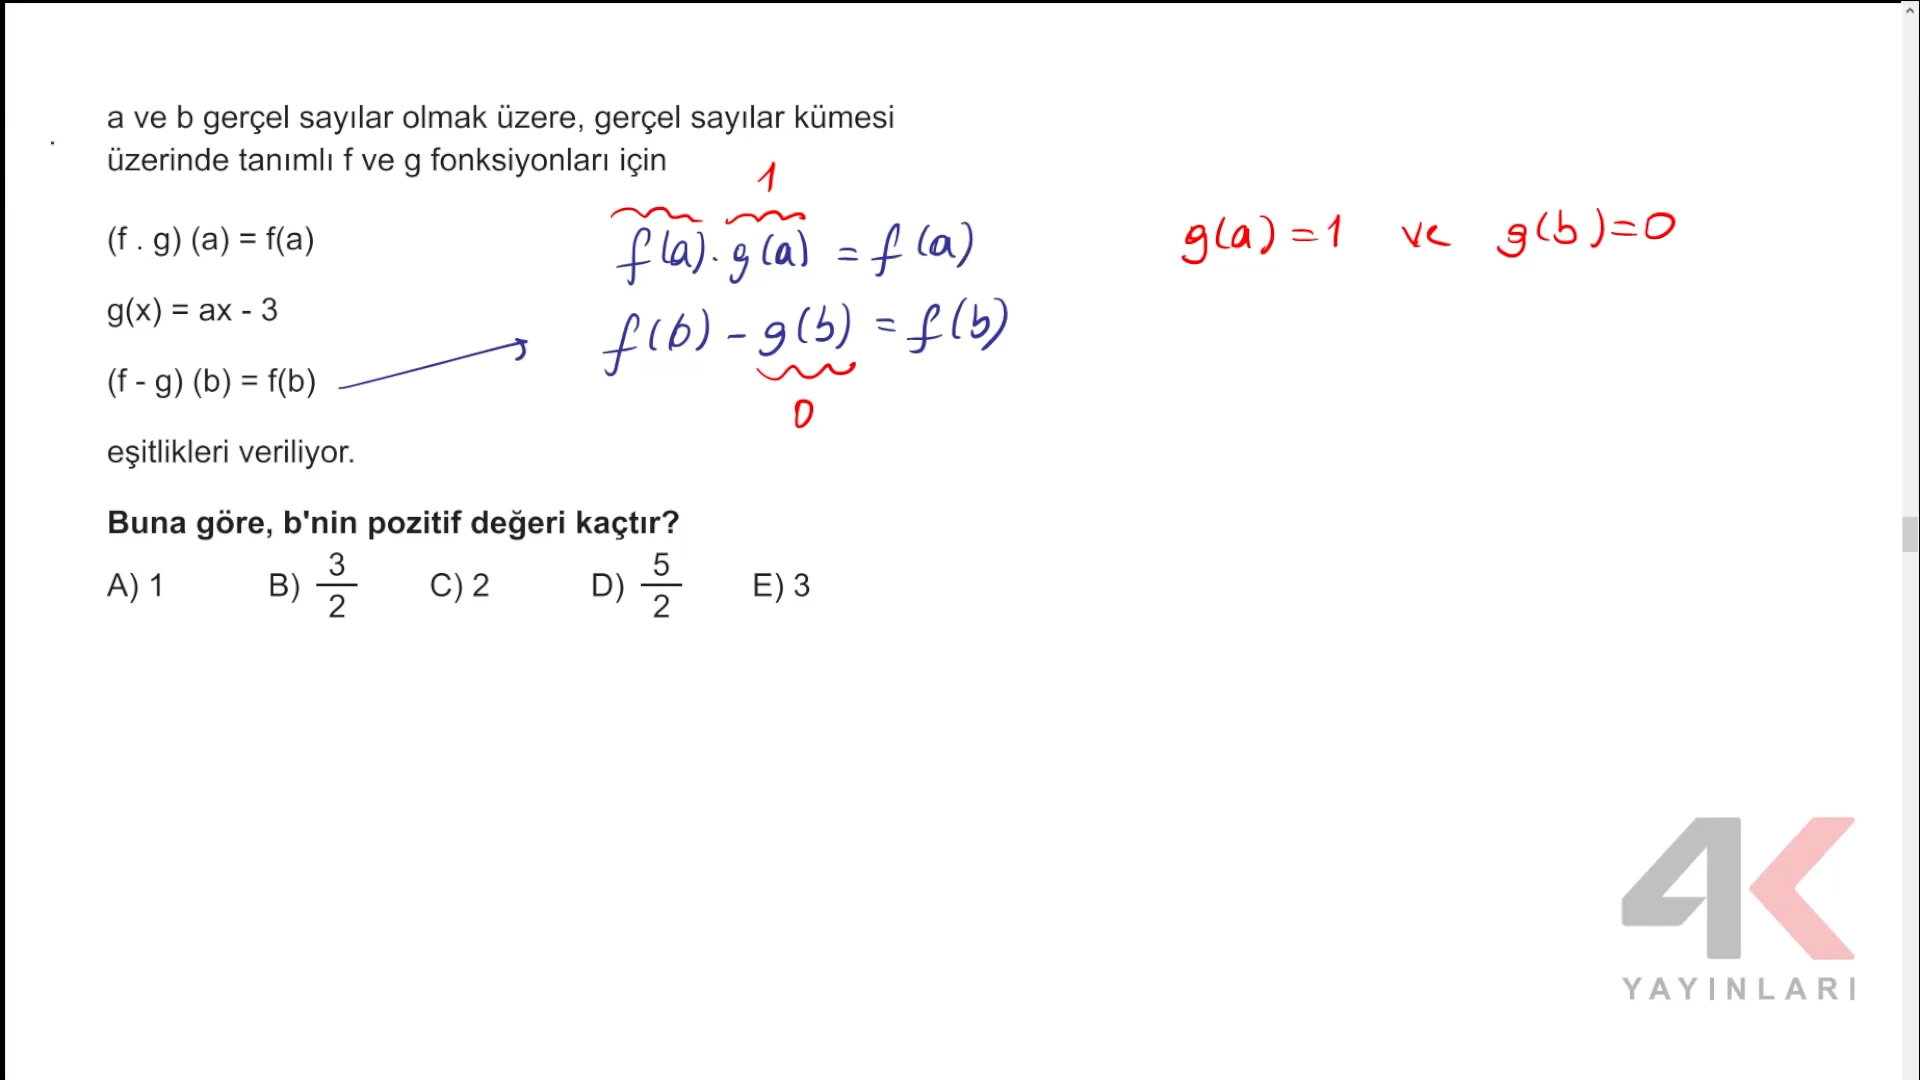 a ve b gerçel sayılar olmak üzere, gerçel sayılar kümesi
üzerinde tanımlı f ve g fonksiyonları için
1
(f . g) (a) = f(a)
f(a) . g(a) = f(a)
g(a) = 1 ve g(b) = 0
g(x) = ax - 3
f(b) - g(b) = f(b)
(f - g) (b) = f(b)
0
eşitlikleri veriliyor.
Buna göre, b'nin pozitif değeri kaçtır?
A) 1 B) 3/2 C) 2 D) 5/2 E) 3
4K
YAYINLARI